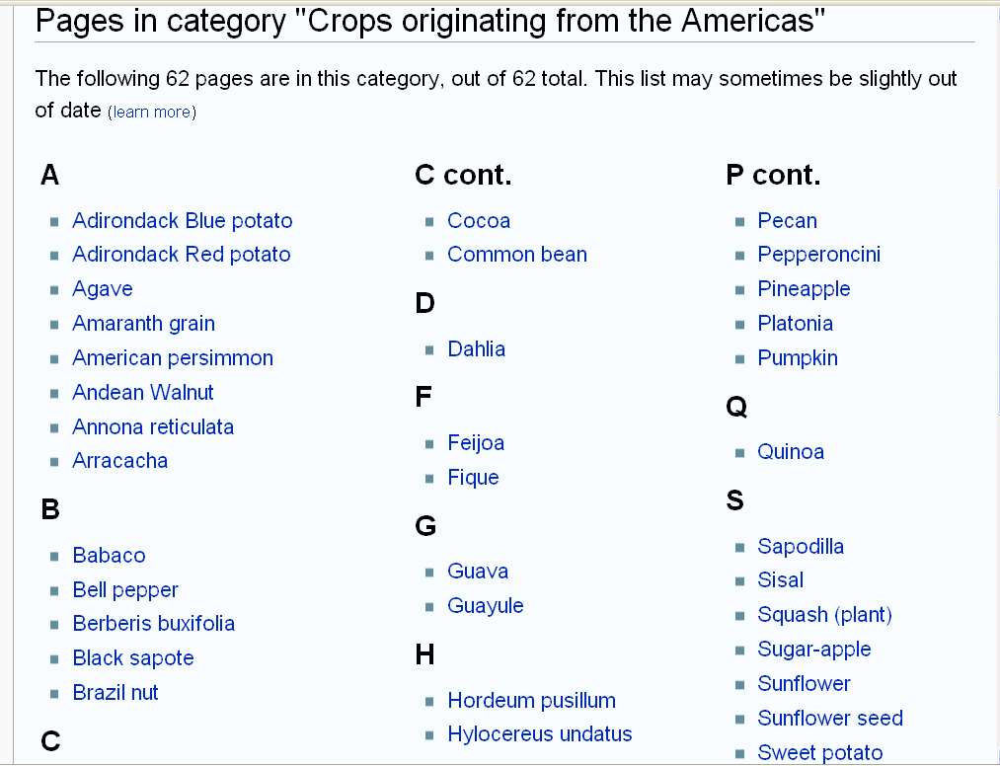 Pages in category "Crops originating from the Americas"
The following 62 pages are in this category, out of 62 total. This list may sometimes be slightly out
of date (learn more)
A
Adirondack Blue potato
Adirondack Red potato
Agave
Amaranth grain
American persimmon
Andean Walnut
Annona reticulata
Arracacha
B
Babaco
Bell pepper
Berberis buxifolia
Black sapote
Brazil nut
C
C cont.
Cocoa
Common bean
D
Dahlia
F
Feijoa
Fique
G
Guava
Guayule
H
Hordeum pusillum
Hylocereus undatus
P cont.
Pecan
Pepperoncini
Pineapple
Platonia
Pumpkin
Q
Quinoa
S
Sapodilla
Sisal
Squash (plant)
Sugar-apple
Sunflower
Sunflower seed
Sweet potato